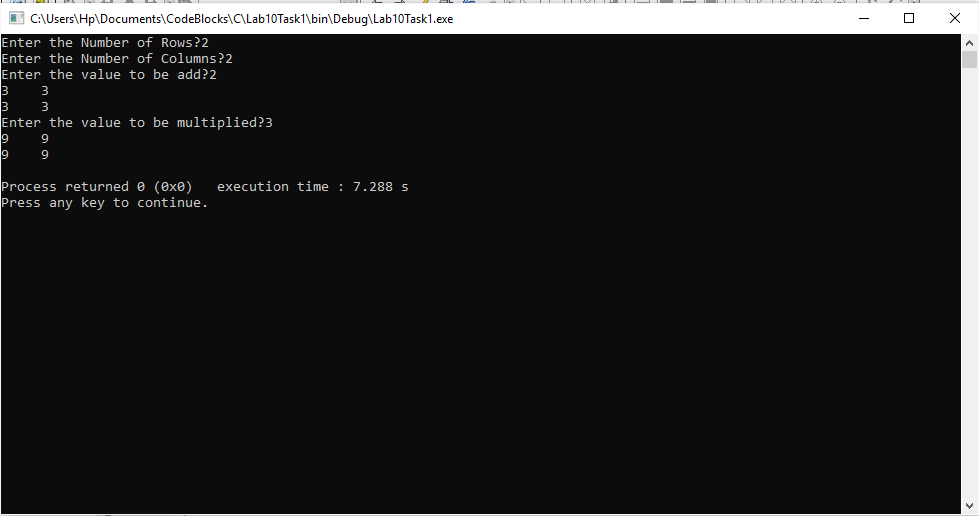 C:\Users\Hp\Documents\CodeBlocks\C\Lab10Task1\bin\Debug\Lab10Task1.exe
Enter the Number of Rows?2
Enter the Number of Columns?2
Enter the value to be add?2
3    3
3    3
Enter the value to be multiplied?3
9    9
9    9
Process returned 0 (0x0)   execution time : 7.288 s
Press any key to continue.